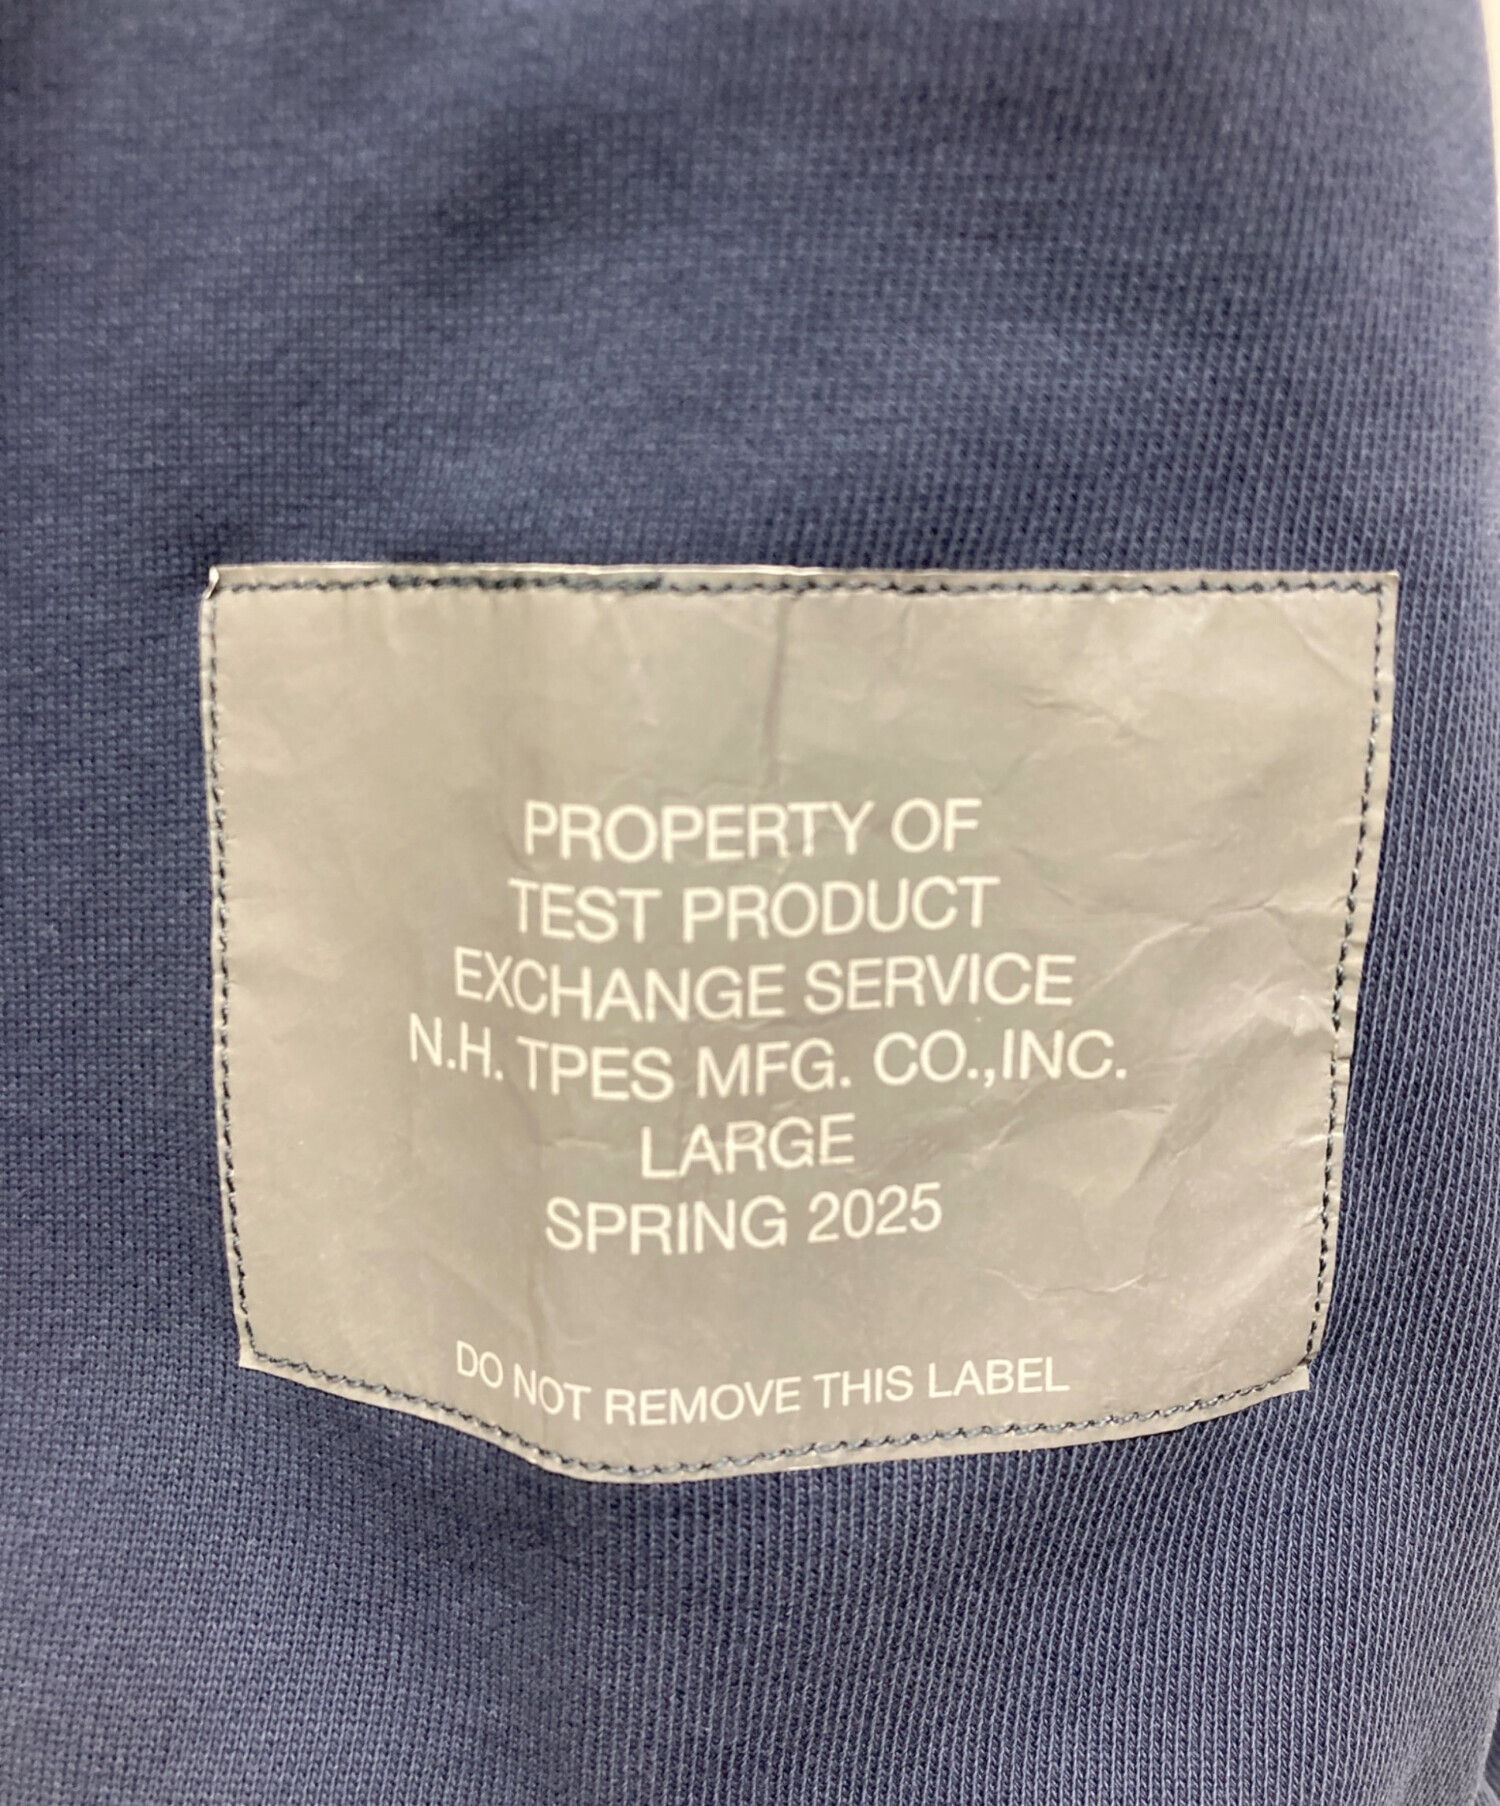 PROPERTY OF
TEST PRODUCT
EXCHANGE SERVICE
N.H. TPES MFG. CO.,INC.
LARGE
SPRING 2025
DO NOT REMOVE THIS LABEL